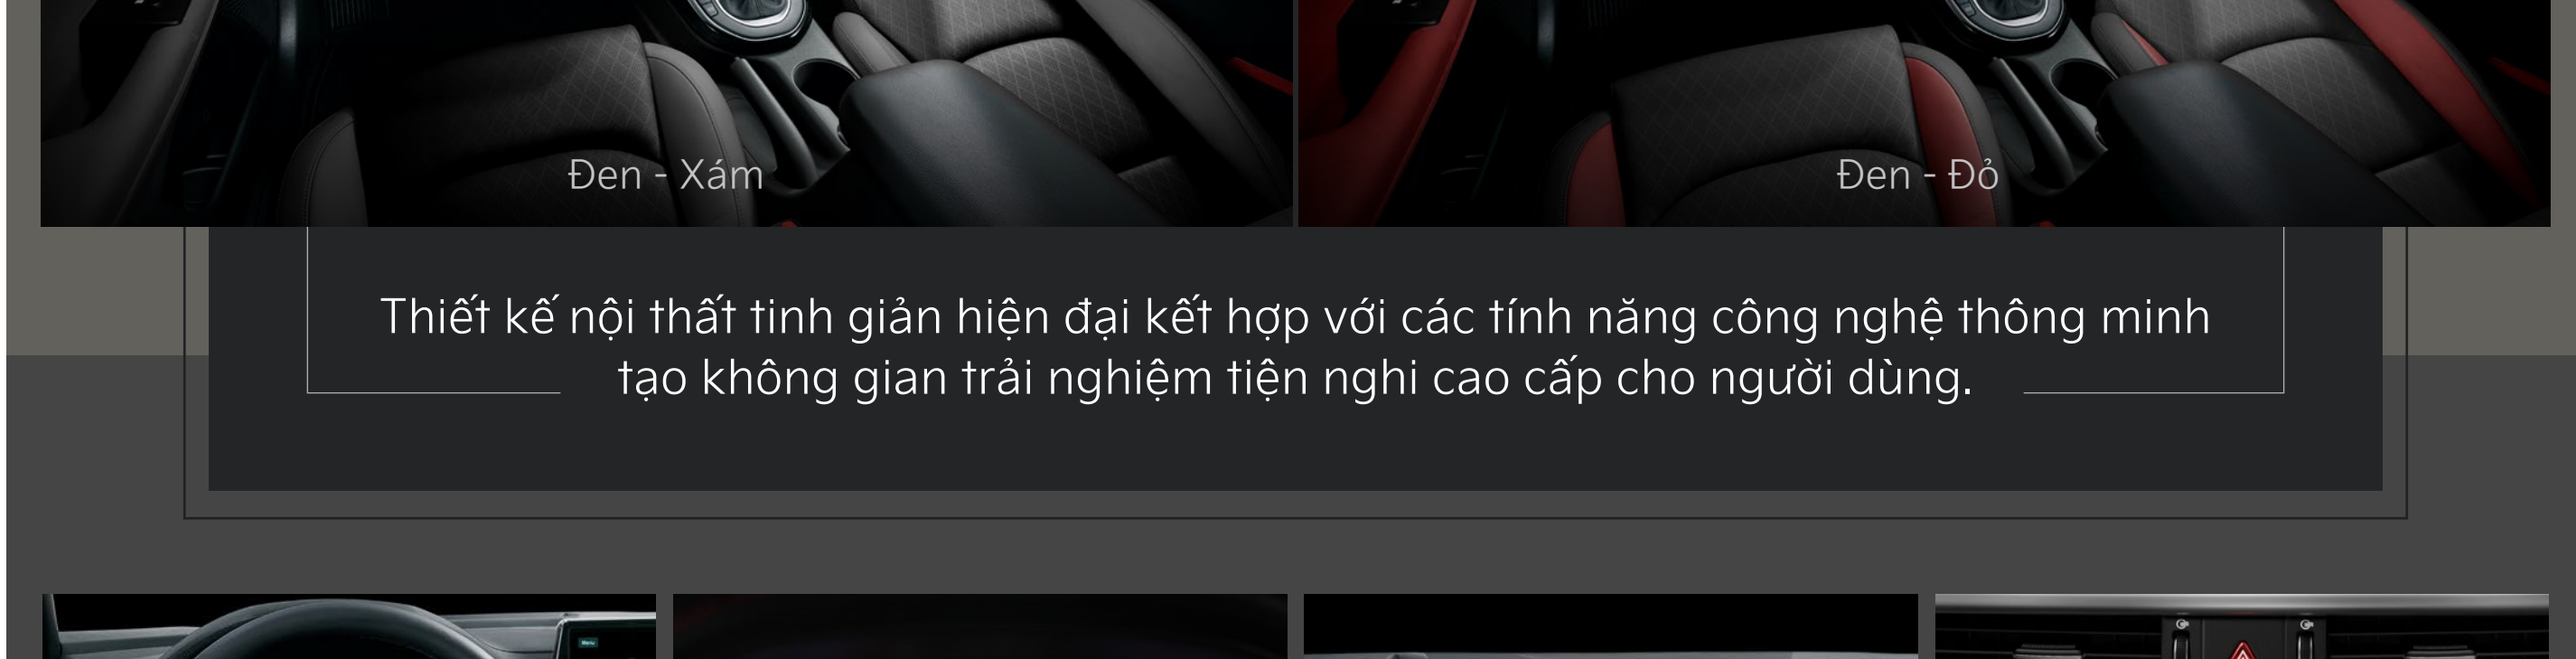 Đen - Xám
Đen - Đỏ
Thiết kế nội thất tinh giản hiện đại kết hợp với các tính năng công nghệ thông minh
tạo không gian trải nghiệm tiện nghi cao cấp cho người dùng.
Menu